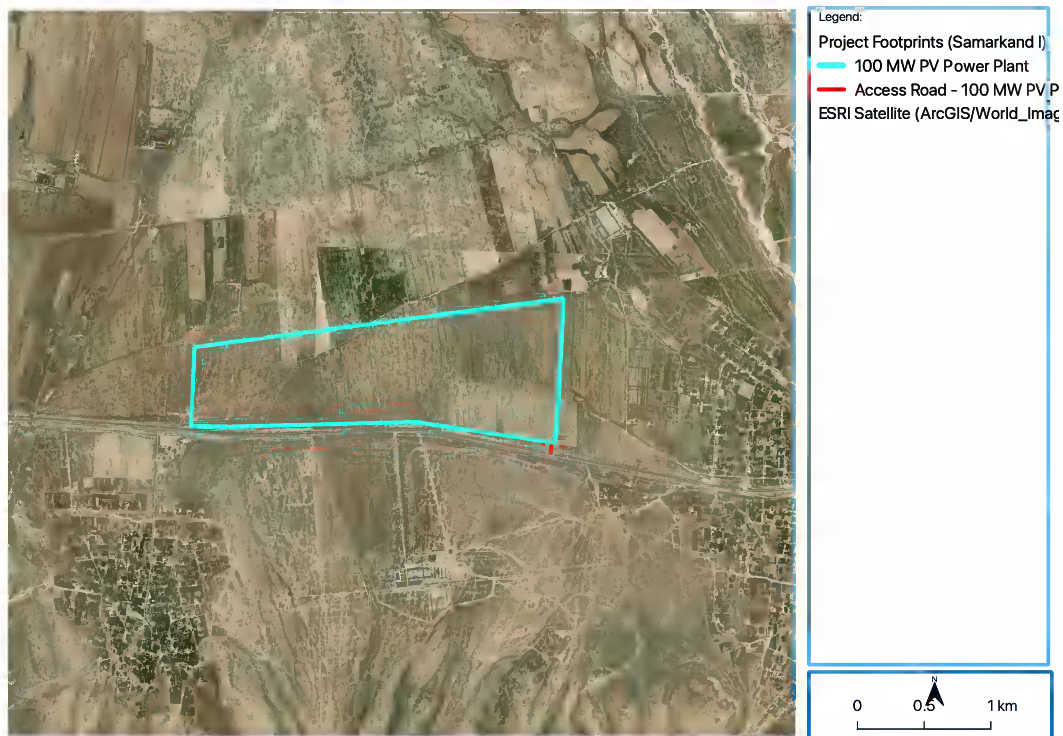 Legend:
Project Footprints (Samarkand I)
100 MW PV Power Plant
Access Road - 100 MW PV P
ESRI Satellite (ArcGIS/World_Imag
N
0 0.5 1 km